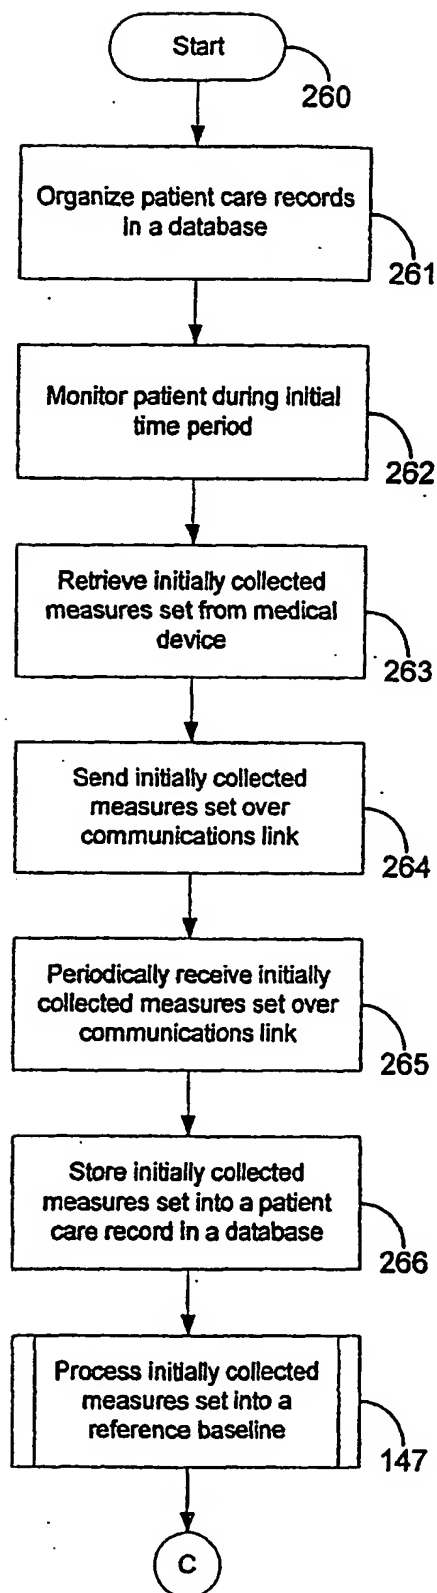 Start
260
Organize patient care records
in a database
261
Monitor patient during initial
time period
262
Retrieve initially collected
measures set from medical
device
263
Send initially collected
measures set over
communications link
264
Periodically receive initially
collected measures set over
communications link
265
Store initially collected
measures set into a patient
care record in a database
266
Process initially collected
measures set into a
reference baseline
147
C